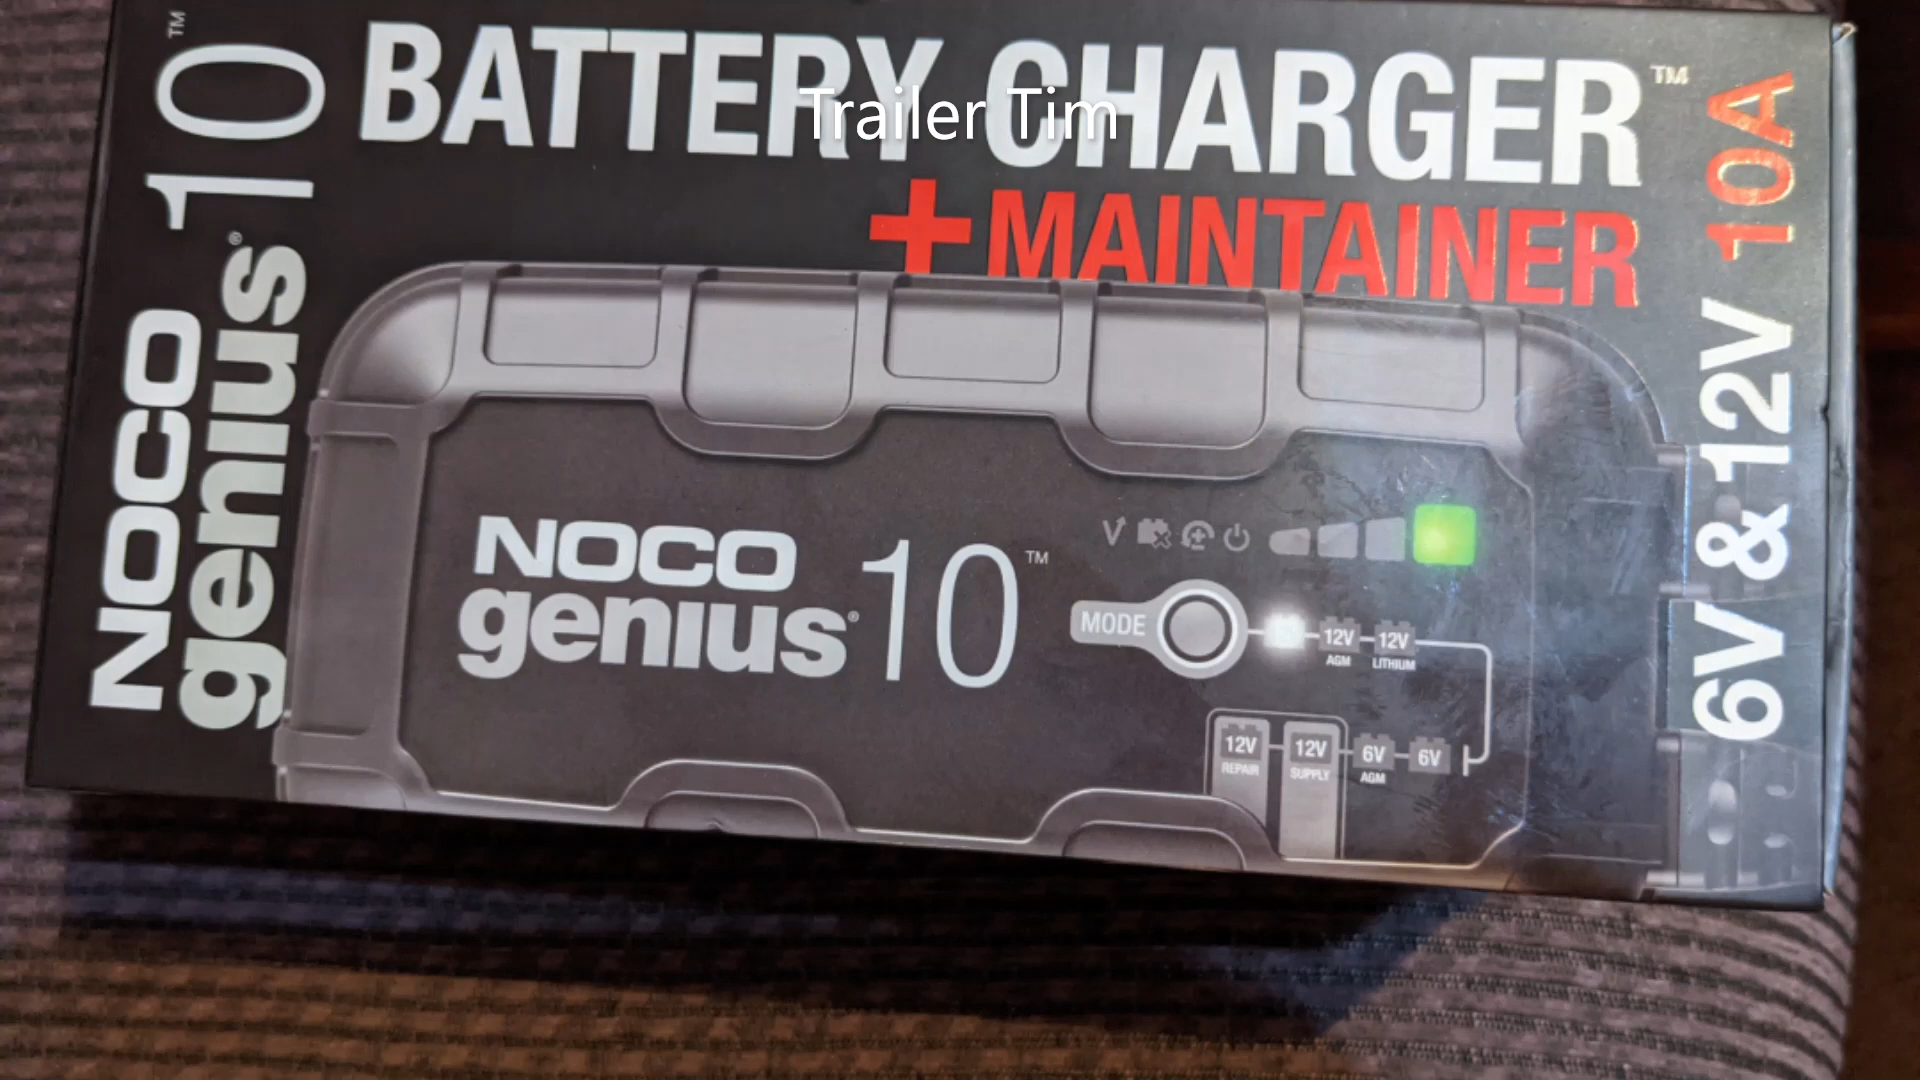 NOCO
genius® 10™
BATTERY CHARGER™
Trailer Tim
+MAINTAINER
6V & 12V 10A
NOCO
genius® 10™
MODE
12V
AGM
12V
LITHIUM
12V
REPAIR
12V
SUPPLY
6V
AGM
6V